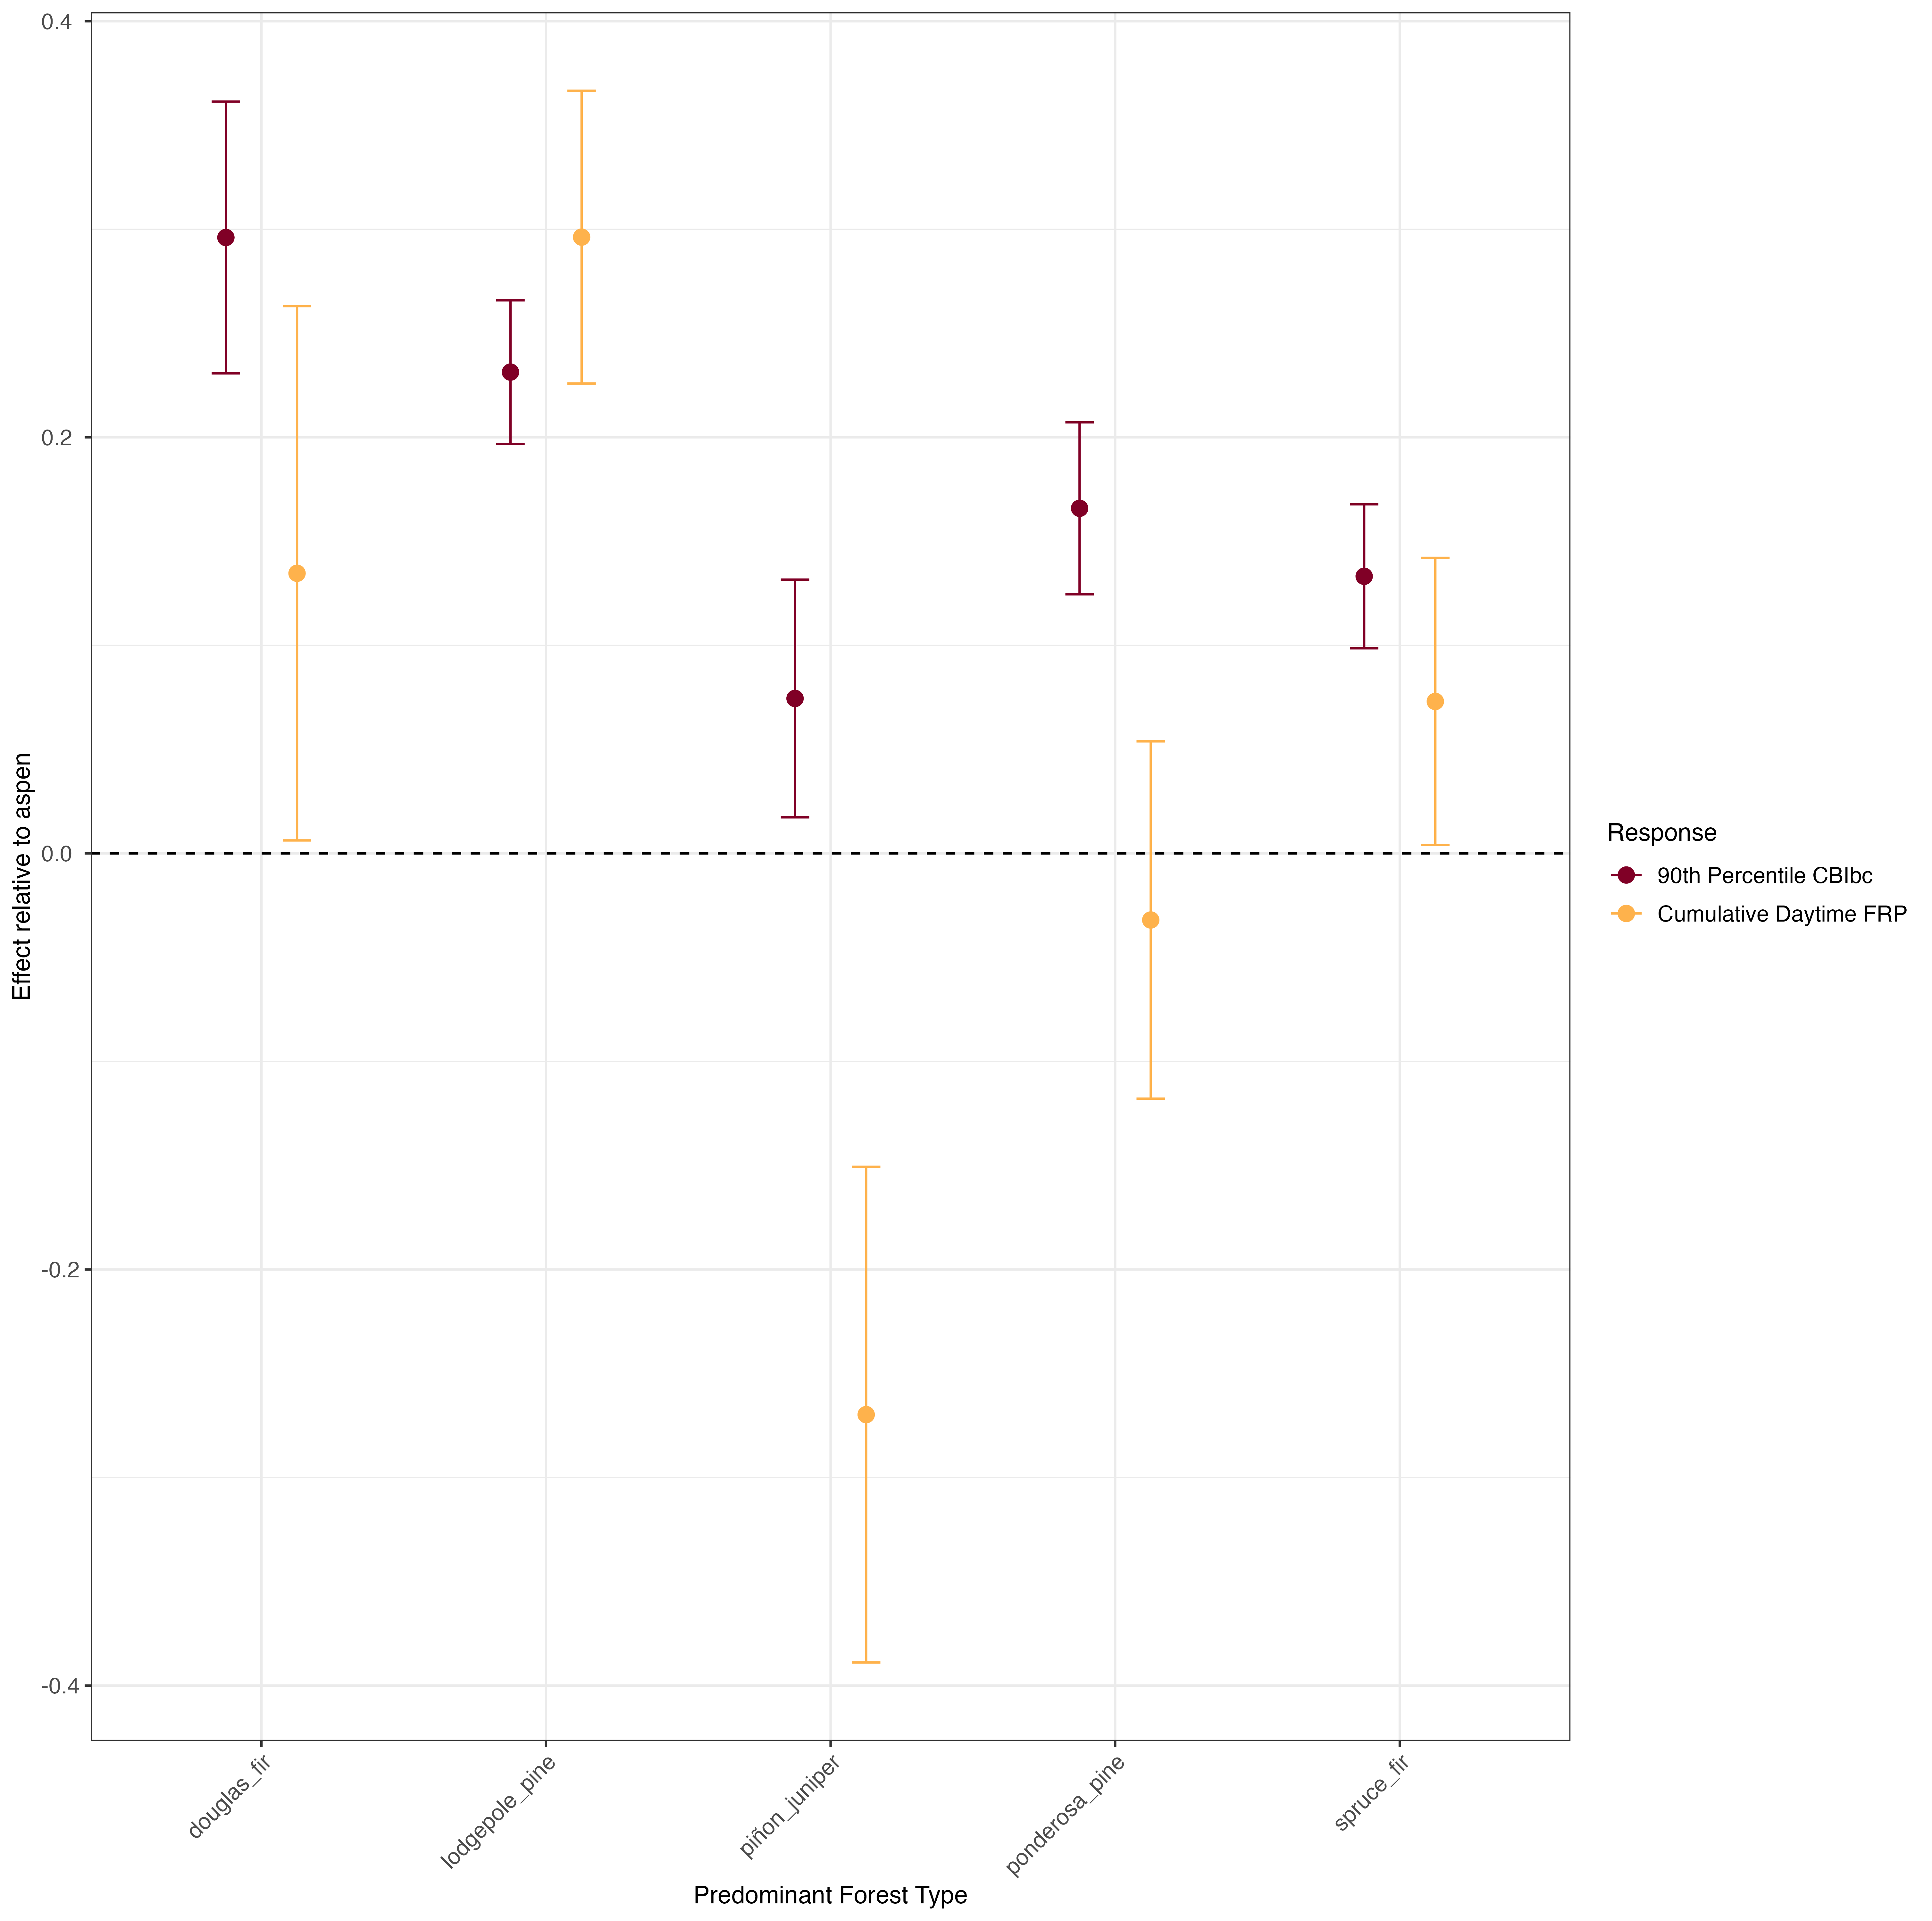 0.4
0.2
0.0
-0.2
-0.4
Effect relative to aspen
douglas_fir
lodgepole_pine
piñon_juniper
ponderosa_pine
spruce_fir
Predominant Forest Type
Response
90th Percentile CBIbc
Cumulative Daytime FRP